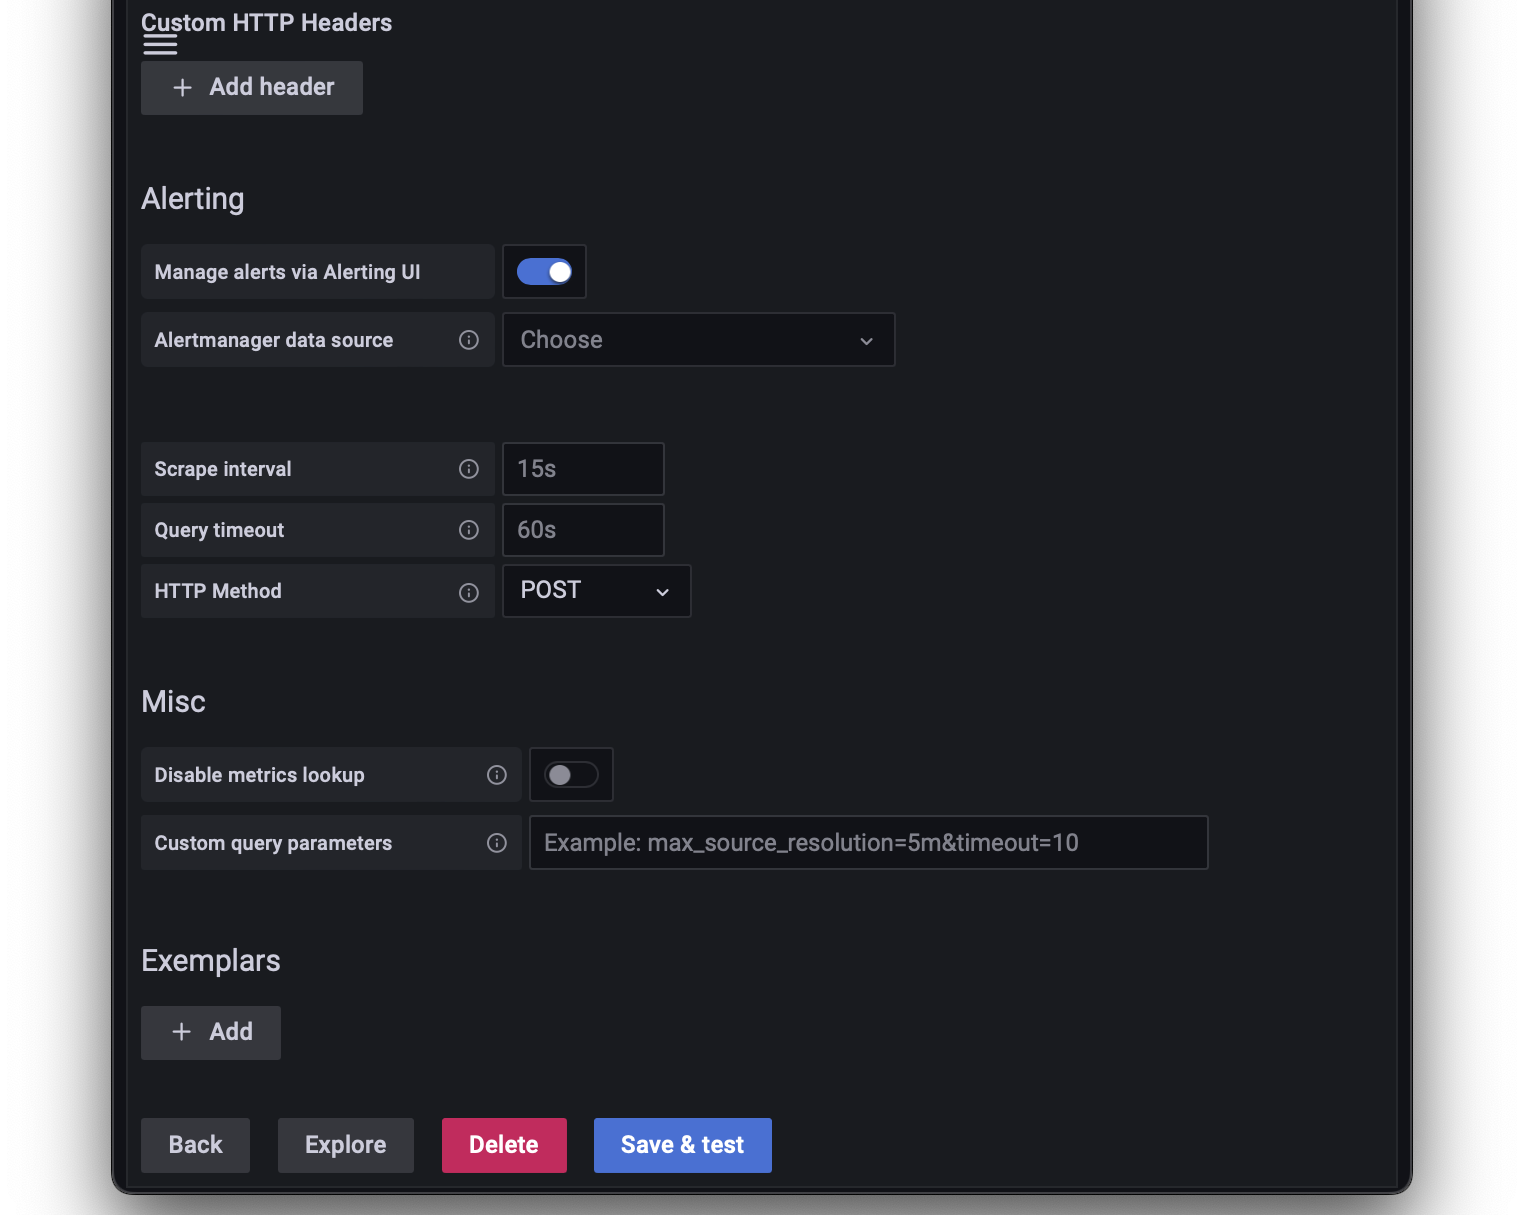 Custom HTTP Headers
Add header
Alerting
Manage alerts via Alerting UI
Alertmanager data source
Choose
Scrape interval
15s
Query timeout
60s
HTTP Method
POST
Misc
Disable metrics lookup
Custom query parameters
Example: max_source_resolution=5m&timeout=10
Exemplars
Add
Back
Explore
Delete
Save & test